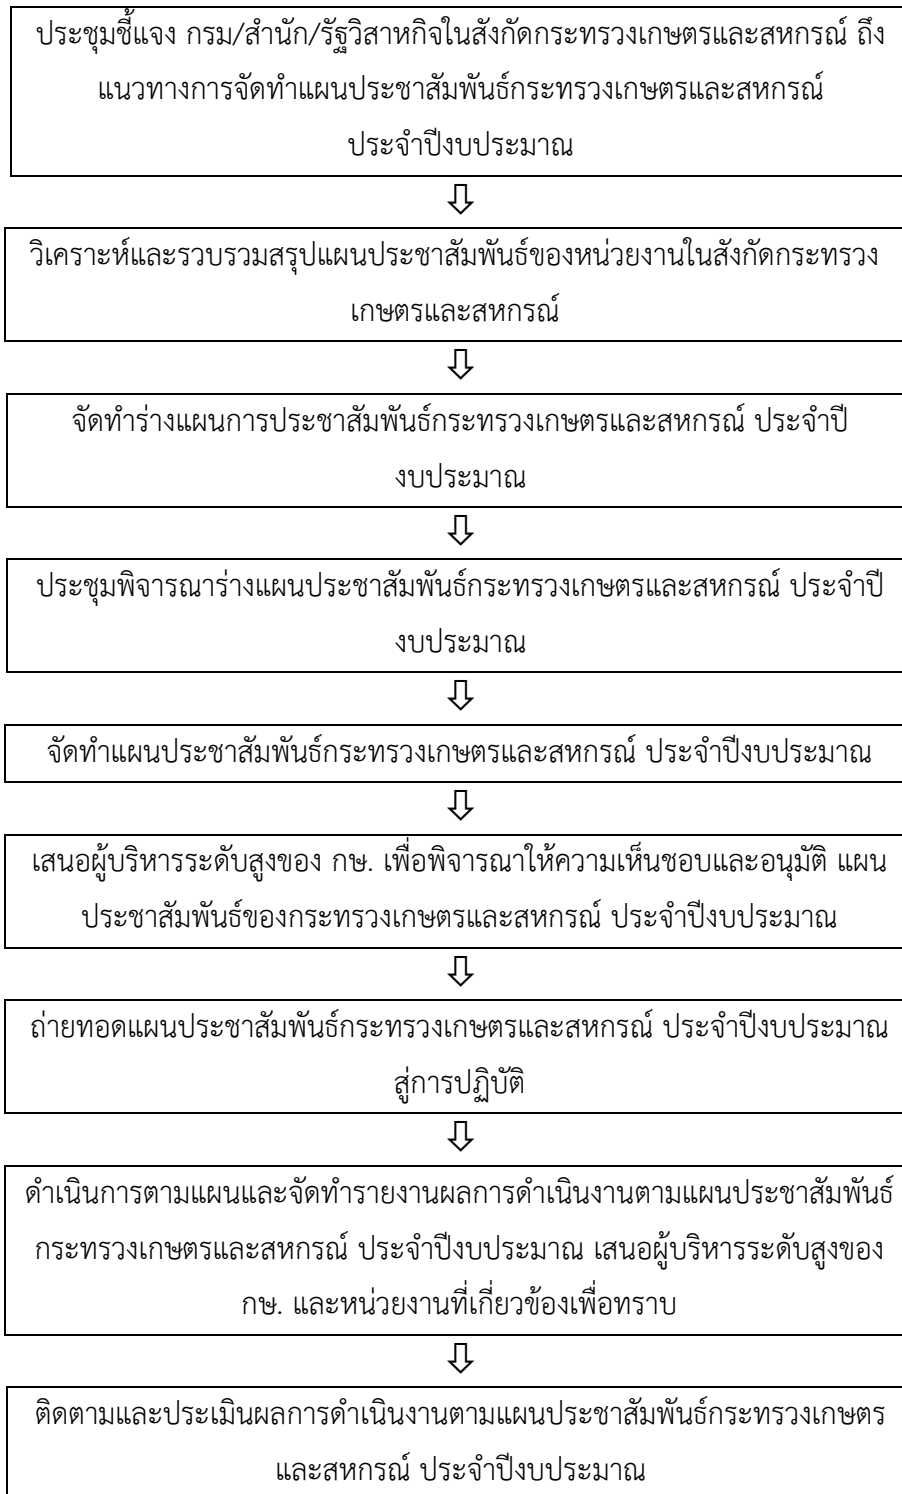 ประชุมชี้แจง กรม/สำนัก/รัฐวิสาหกิจในสังกัดกระทรวงเกษตรและสหกรณ์ ถึง
แนวทางการจัดทำแผนประชาสัมพันธ์กระทรวงเกษตรและสหกรณ์
ประจำปีงบประมาณ
วิเคราะห์และรวบรวมสรุปแผนประชาสัมพันธ์ของหน่วยงานในสังกัดกระทรวง
เกษตรและสหกรณ์
จัดทำร่างแผนการประชาสัมพันธ์กระทรวงเกษตรและสหกรณ์ ประจำปี
งบประมาณ
ประชุมพิจารณาร่างแผนประชาสัมพันธ์กระทรวงเกษตรและสหกรณ์ ประจำปี
งบประมาณ
จัดทำแผนประชาสัมพันธ์กระทรวงเกษตรและสหกรณ์ ประจำปีงบประมาณ
เสนอผู้บริหารระดับสูงของ กษ. เพื่อพิจารณาให้ความเห็นชอบและอนุมัติ แผน
ประชาสัมพันธ์ของกระทรวงเกษตรและสหกรณ์ ประจำปีงบประมาณ
ถ่ายทอดแผนประชาสัมพันธ์กระทรวงเกษตรและสหกรณ์ ประจำปีงบประมาณ
สู่การปฏิบัติ
ดำเนินการตามแผนและจัดทำรายงานผลการดำเนินงานตามแผนประชาสัมพันธ์
กระทรวงเกษตรและสหกรณ์ ประจำปีงบประมาณ เสนอผู้บริหารระดับสูงของ
กษ. และหน่วยงานที่เกี่ยวข้องเพื่อทราบ
ติดตามและประเมินผลการดำเนินงานตามแผนประชาสัมพันธ์กระทรวงเกษตร
และสหกรณ์ ประจำปีงบประมาณ